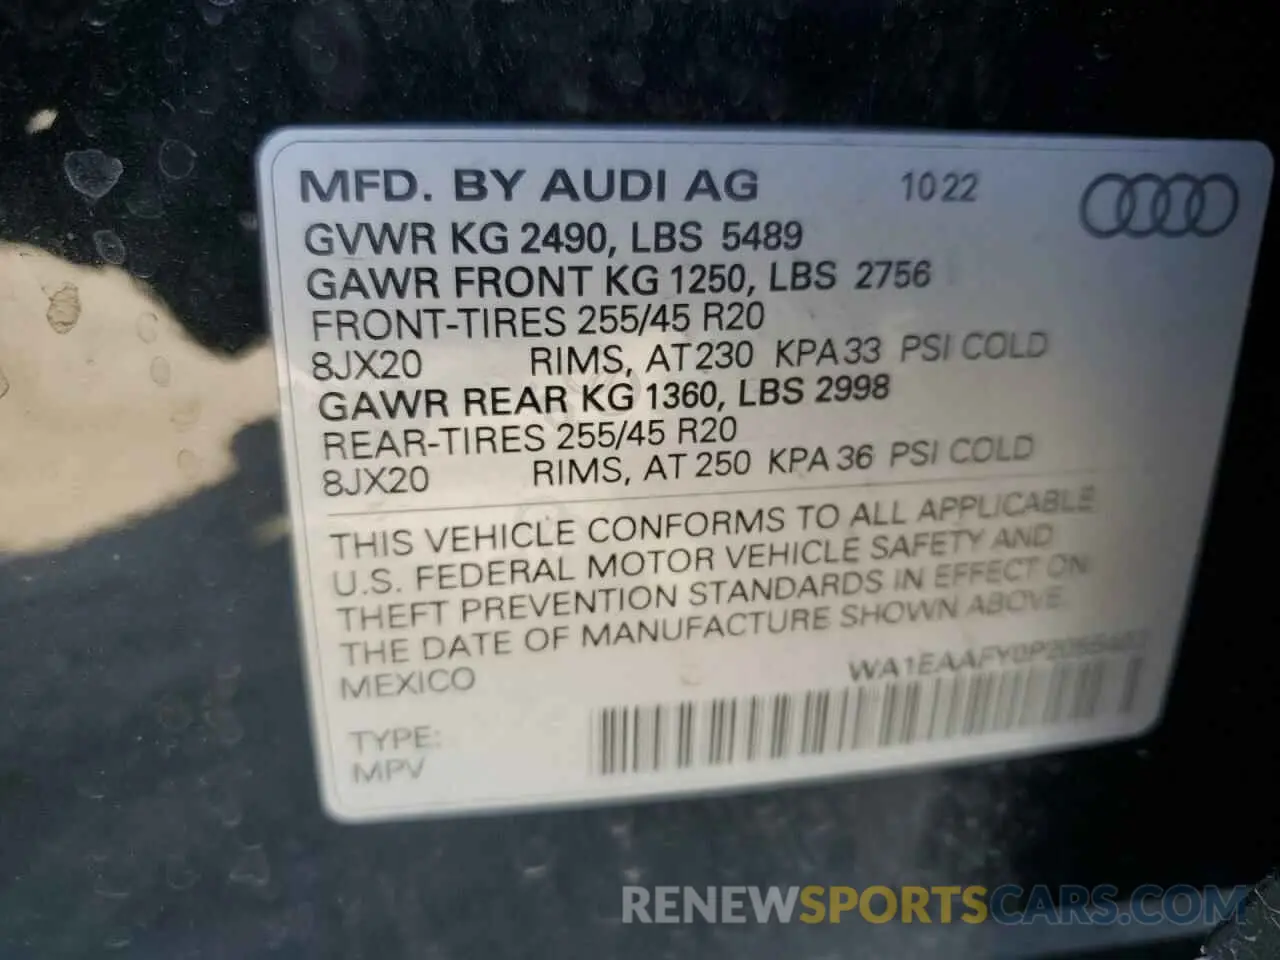 MFD. BY AUDI AG 1022
GVWR KG 2490, LBS 5489
GAWR FRONT KG 1250, LBS 2756
FRONT-TIRES 255/45 R20
8JX20 RIMS, AT 230 KPA 33 PSI COLD
GAWR REAR KG 1360, LBS 2998
REAR-TIRES 255/45 R20
8JX20 RIMS, AT 250 KPA 36 PSI COLD
THIS VEHICLE CONFORMS TO ALL APPLICABLE
U.S. FEDERAL MOTOR VEHICLE SAFETY AND
THEFT PREVENTION STANDARDS IN EFFECT ON
THE DATE OF MANUFACTURE SHOWN ABOVE.
MEXICO
TYPE:
MPV
RENEWSPORTSCARS.COM